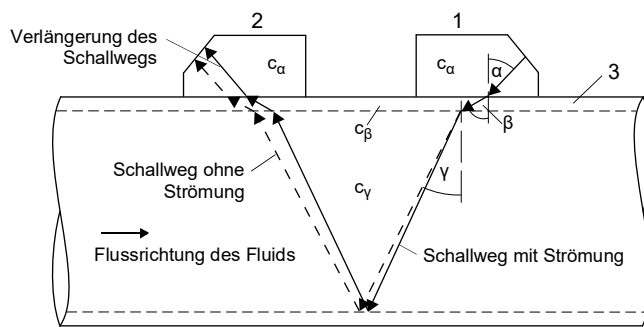 2
1
Verlängerung des
Schallwegs
cα
cα
α
3
cβ
β
Schallweg ohne
Strömung
cγ
γ
Flussrichtung des Fluids
Schallweg mit Strömung